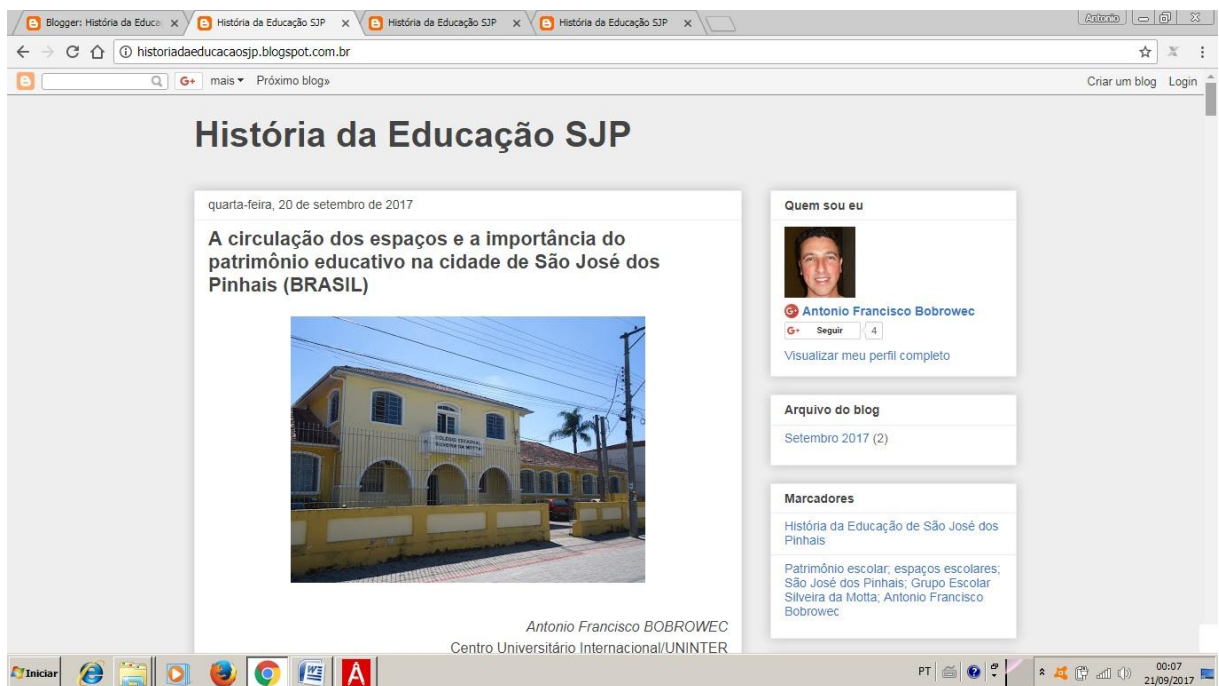 Blogger: História da Educa
História da Educação SJP
História da Educação SJP
História da Educação SJP
Antonio
historiadaeducacaosjp.blogspot.com.br
G+ mais Próximo blog»
Criar um blog Login
História da Educação SJP
quarta-feira, 20 de setembro de 2017
A circulação dos espaços e a importância do
patrimônio educativo na cidade de São José dos
Pinhais (BRASIL)
COLÉGIO ESTADUAL
SILVEIRA DA MOTTA
Antonio Francisco BOBROWEC
Centro Universitário Internacional/UNINTER
Quem sou eu
G+ Antonio Francisco Bobrowec
G+ Seguir 4
Visualizar meu perfil completo
Arquivo do blog
Setembro 2017 (2)
Marcadores
História da Educação de São José dos
Pinhais
Patrimônio escolar; espaços escolares;
São José dos Pinhais; Grupo Escolar
Silveira da Motta; Antonio Francisco
Bobrowec
Iniciar
PT
00:07
21/09/2017